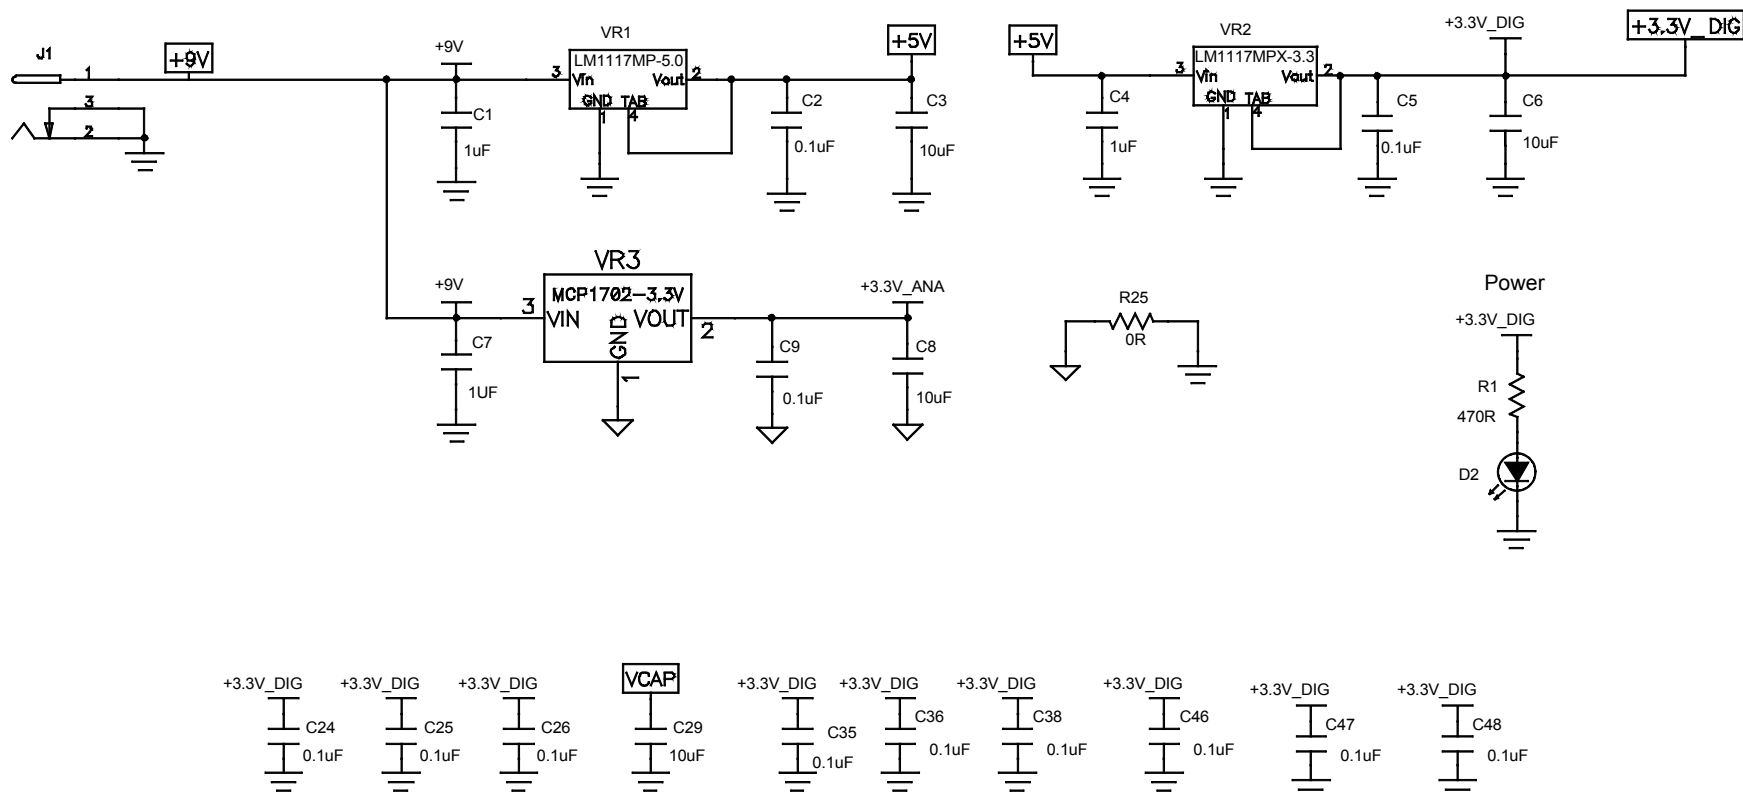 J1
1
3
2
+9V
+9V
C1
1uF
VR1
LM1117MP-5.0
3
Vin
Vout
2
GND
TAB
1
4
C2
0.1uF
+5V
C3
10uF
+5V
C4
1uF
VR2
LM1117MPX-3.3
3
Vin
Vout
2
GND
TAB
1
4
C5
0.1uF
+3.3V_DIG
C6
10uF
+3.3V_DIG
+9V
C7
1UF
VR3
MCP1702-3.3V
3
VIN
VOUT
2
GND
1
C9
0.1uF
+3.3V_ANA
C8
10uF
R25
0R
Power
+3.3V_DIG
R1
470R
D2
+3.3V_DIG
C24
0.1uF
+3.3V_DIG
C25
0.1uF
+3.3V_DIG
C26
0.1uF
VCAP
C29
10uF
+3.3V_DIG
C35
0.1uF
+3.3V_DIG
C36
0.1uF
+3.3V_DIG
C38
0.1uF
+3.3V_DIG
C46
0.1uF
+3.3V_DIG
C47
0.1uF
+3.3V_DIG
C48
0.1uF